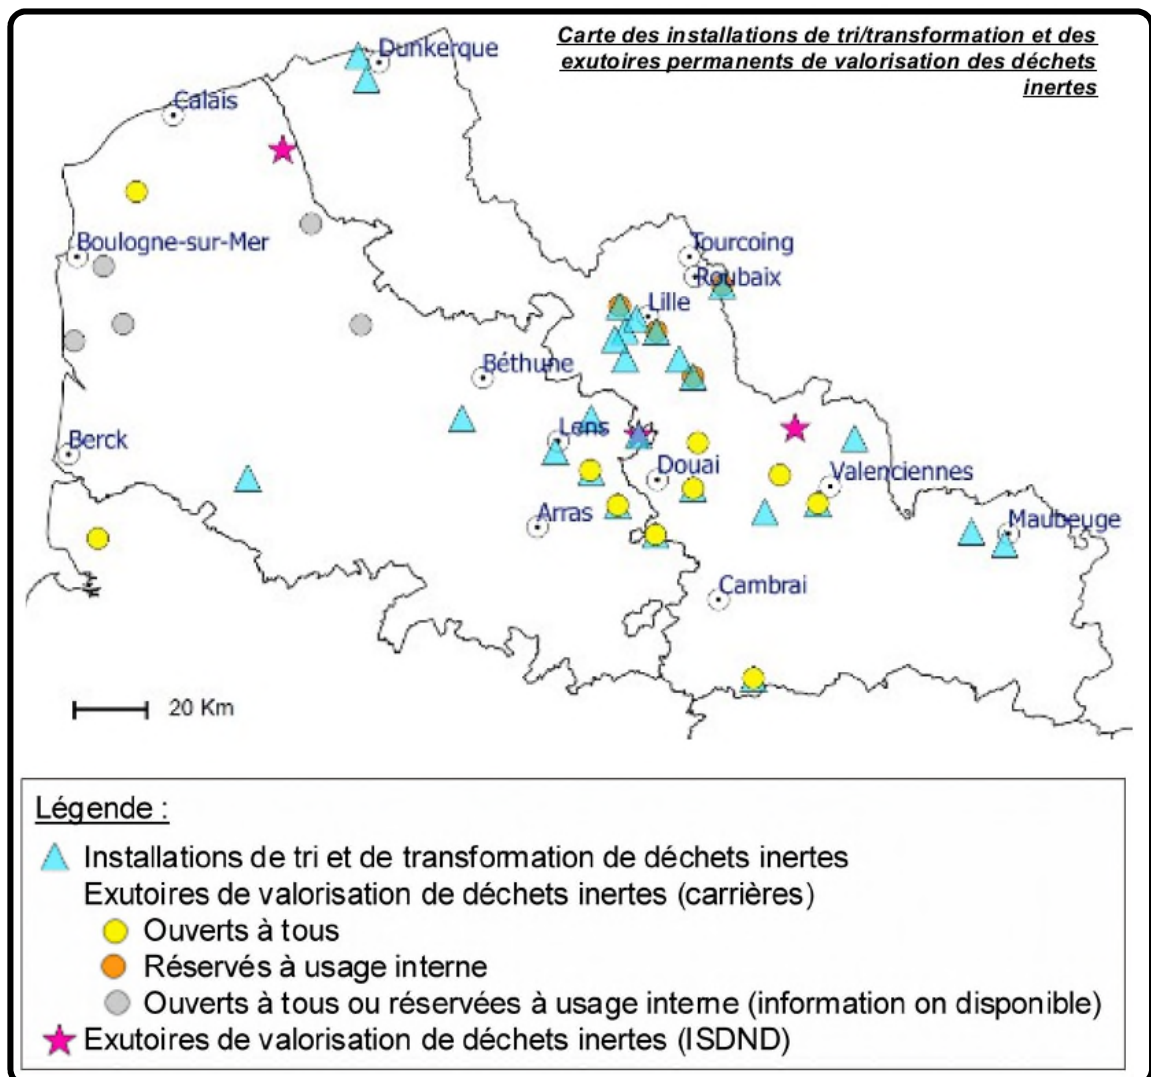 Carte des installations de tri/transformation et des
exutoires permanents de valorisation des déchets
inertes
Dunkerque
Calais
Boulogne-sur-Mer
Tourcoing
Roubaix
Lille
Béthune
Lens
Berck
Douai
Valenciennes
Arras
Maubeuge
Cambrai
20 Km
Légende :
Installations de tri et de transformation de déchets inertes
Exutoires de valorisation de déchets inertes (carrières)
Ouverts à tous
Réservés à usage interne
Ouverts à tous ou réservées à usage interne (information on disponible)
Exutoires de valorisation de déchets inertes (ISDND)